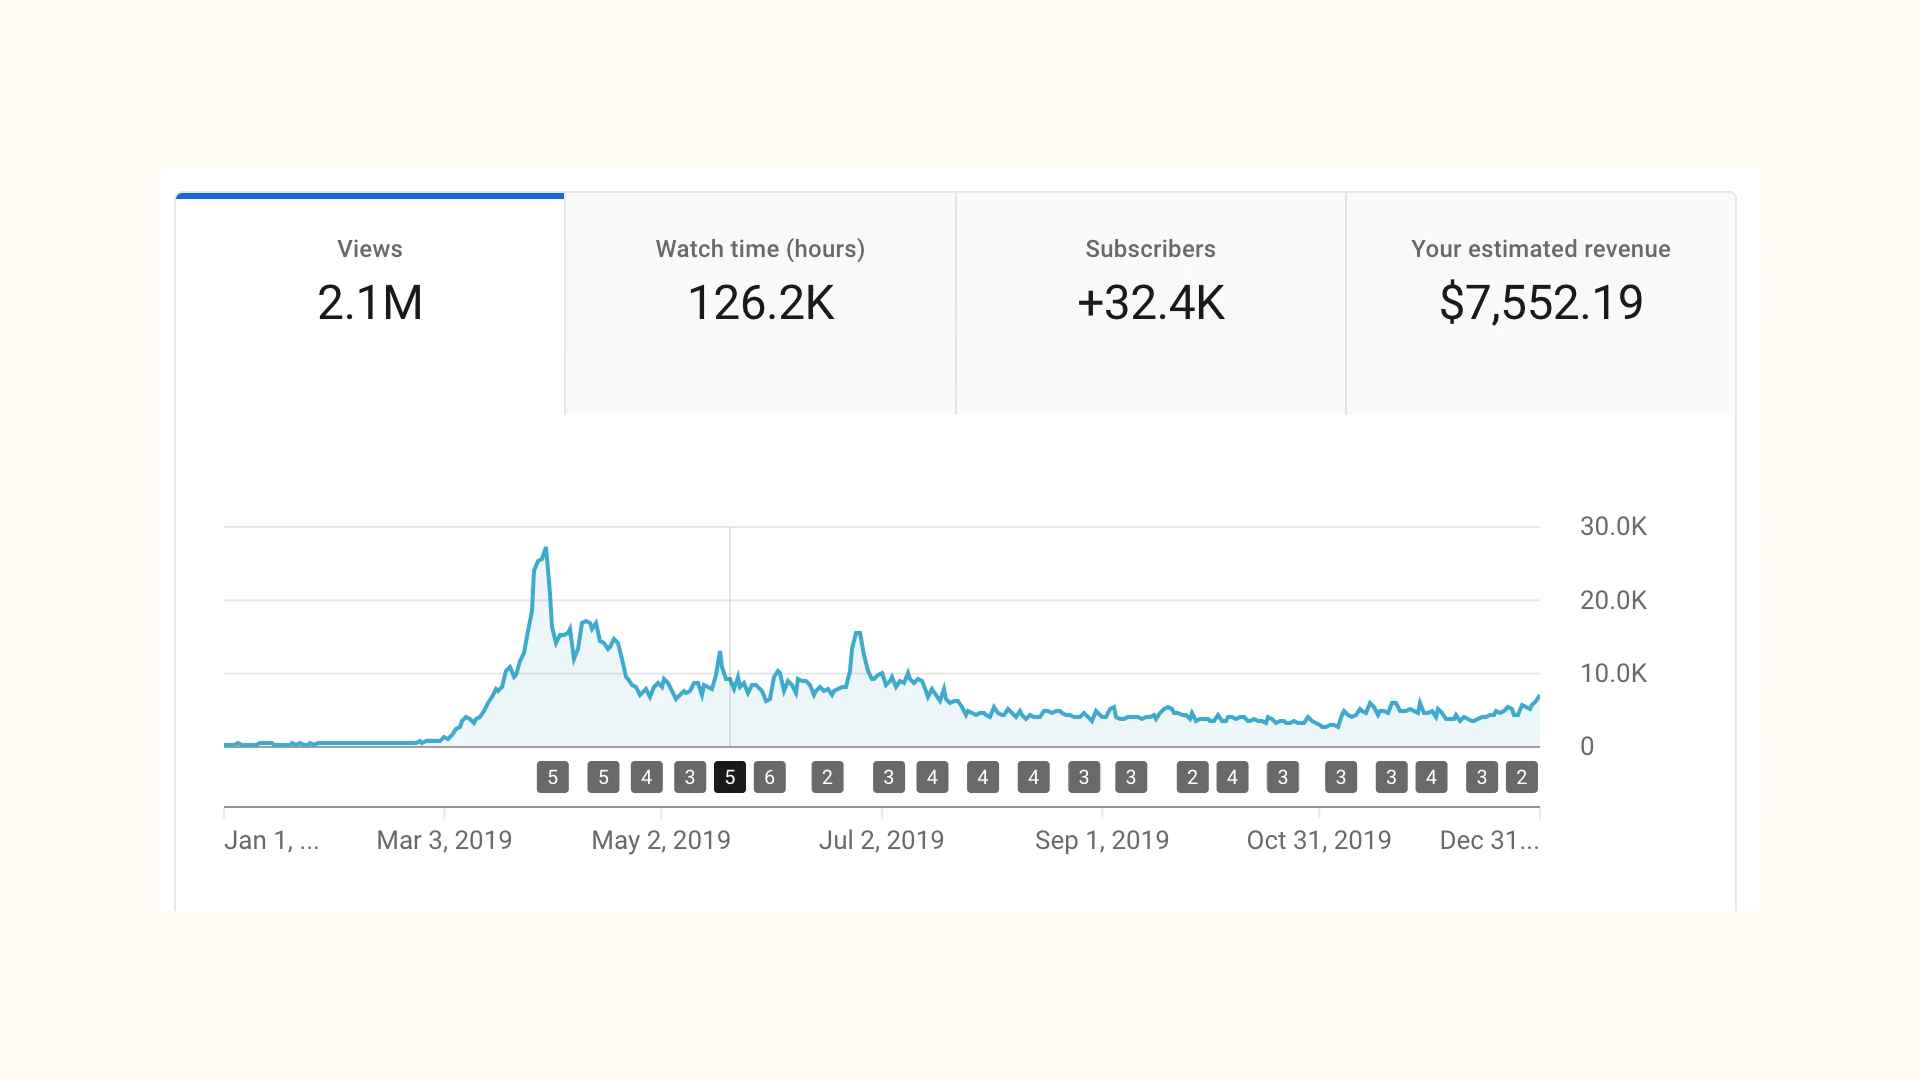 Views Watch time (hours) Subscribers Your estimated revenue
2.1M 126.2K +32.4K $7,552.19
30.0K
20.0K
10.0K
0
5 5 4 3 5 6 2 3 4 4 4 3 3 2 4 3 3 3 4 3 2
Jan 1, ... Mar 3, 2019 May 2, 2019 Jul 2, 2019 Sep 1, 2019 Oct 31, 2019 Dec 31...